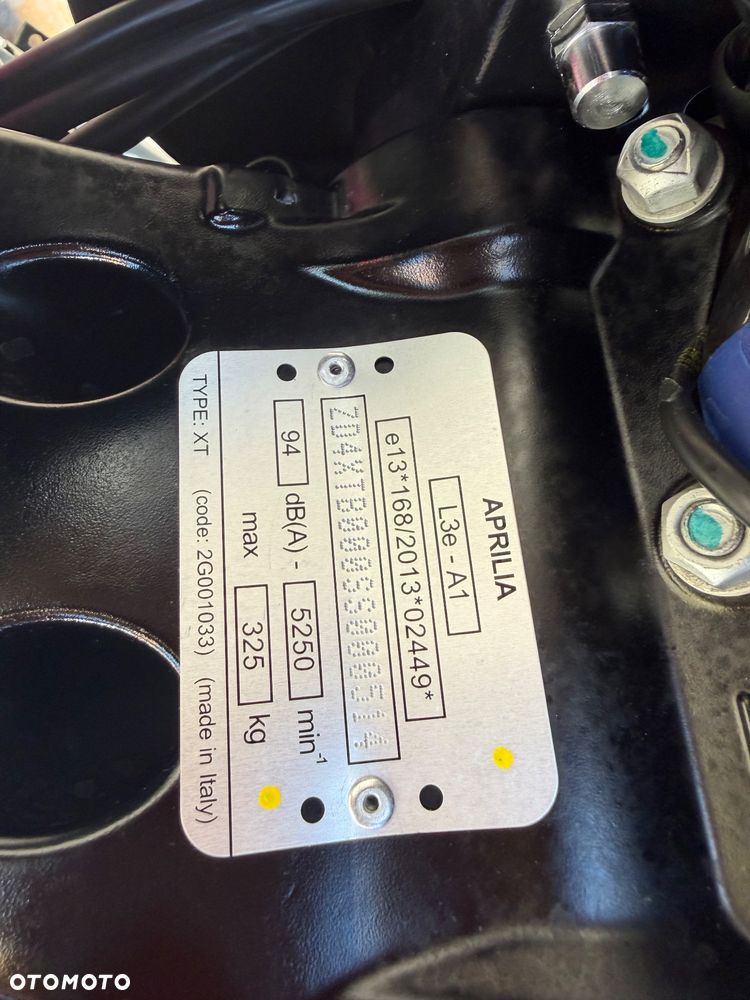 APRILIA
L3e - A1
e13*168/2013*02449*
ZD4XTB000SS000714
94 dB(A) - 5250 min-1
max 325 kg
TYPE: XT (code: 2G001033) (made in Italy)
OTOMOTO